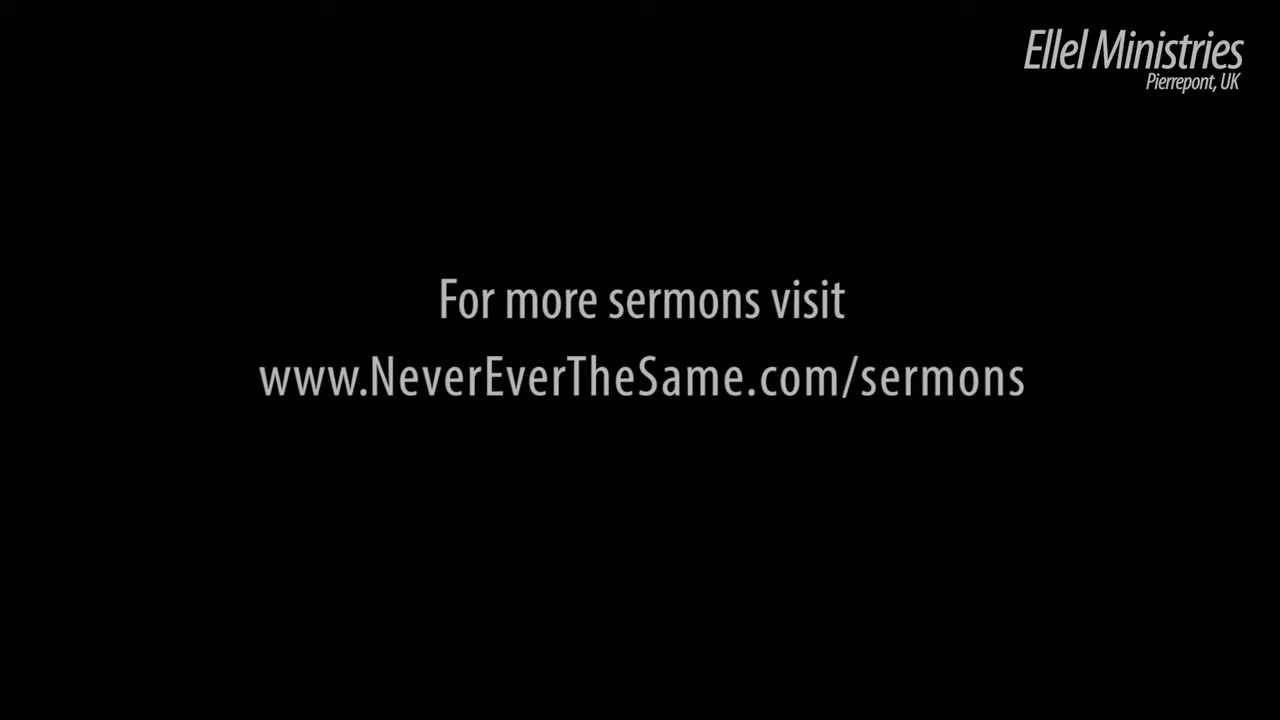 Ellel Ministries
Pierrepont, UK
For more sermons visit
www.NeverEverTheSame.com/sermons